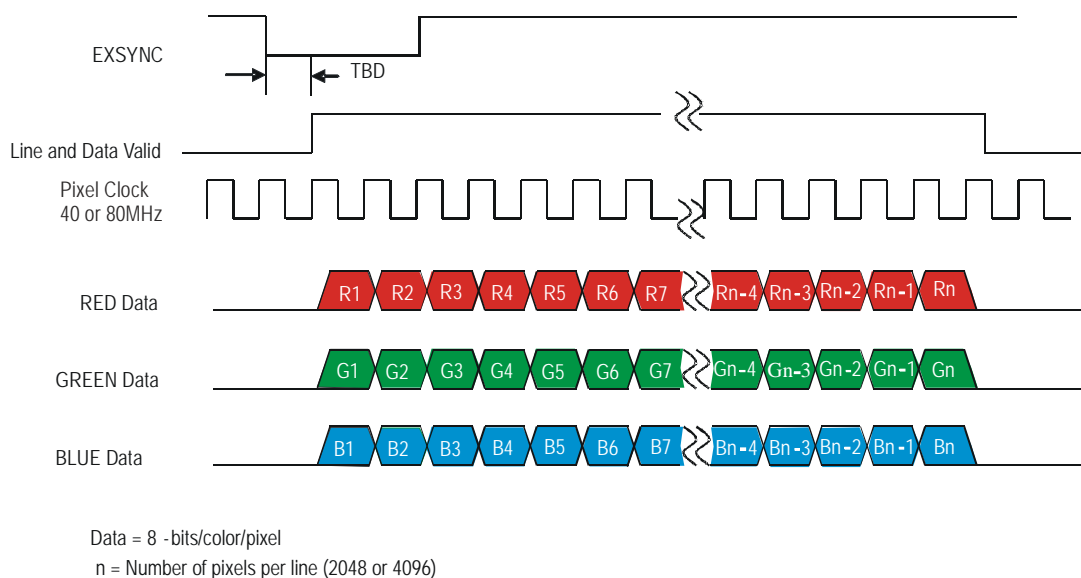 EXSYNC
TBD
Line and Data Valid
Pixel Clock
40 or 80MHz
RED Data
R1 R2 R3 R4 R5 R6 R7 Rn-4 Rn-3 Rn-2 Rn-1 Rn
GREEN Data
G1 G2 G3 G4 G5 G6 G7 Gn-4 Gn-3 Gn-2 Gn-1 Gn
BLUE Data
B1 B2 B3 B4 B5 B6 B7 Bn-4 Bn-3 Bn-2 Bn-1 Bn
Data = 8 -bits/color/pixel
n = Number of pixels per line (2048 or 4096)